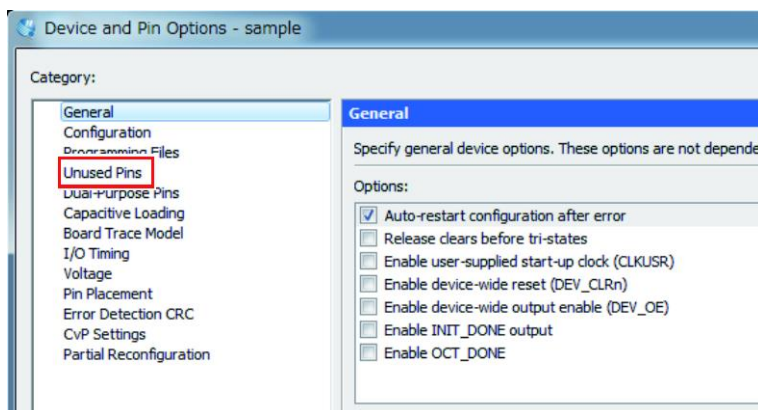 Device and Pin Options - sample
Category:
General
Configuration
Programming Files
Unused Pins
Dual-Purpose Pins
Capacitive Loading
Board Trace Model
I/O Timing
Voltage
Pin Placement
Error Detection CRC
CvP Settings
Partial Reconfiguration
General
Specify general device options. These options are not depende
Options:
Auto-restart configuration after error
Release clears before tri-states
Enable user-supplied start-up clock (CLKUSR)
Enable device-wide reset (DEV_CLRn)
Enable device-wide output enable (DEV_OE)
Enable INIT_DONE output
Enable OCT_DONE